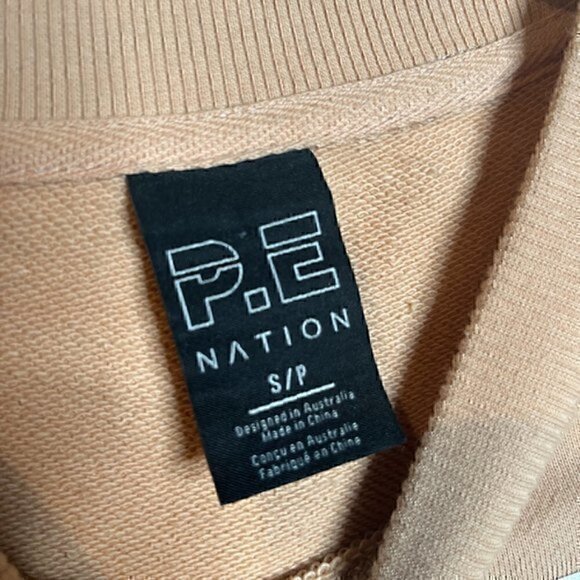 P.E
NATION
S/P
Designed in Australia
Made in China
Conçu en Australie
Fabriqué en Chine